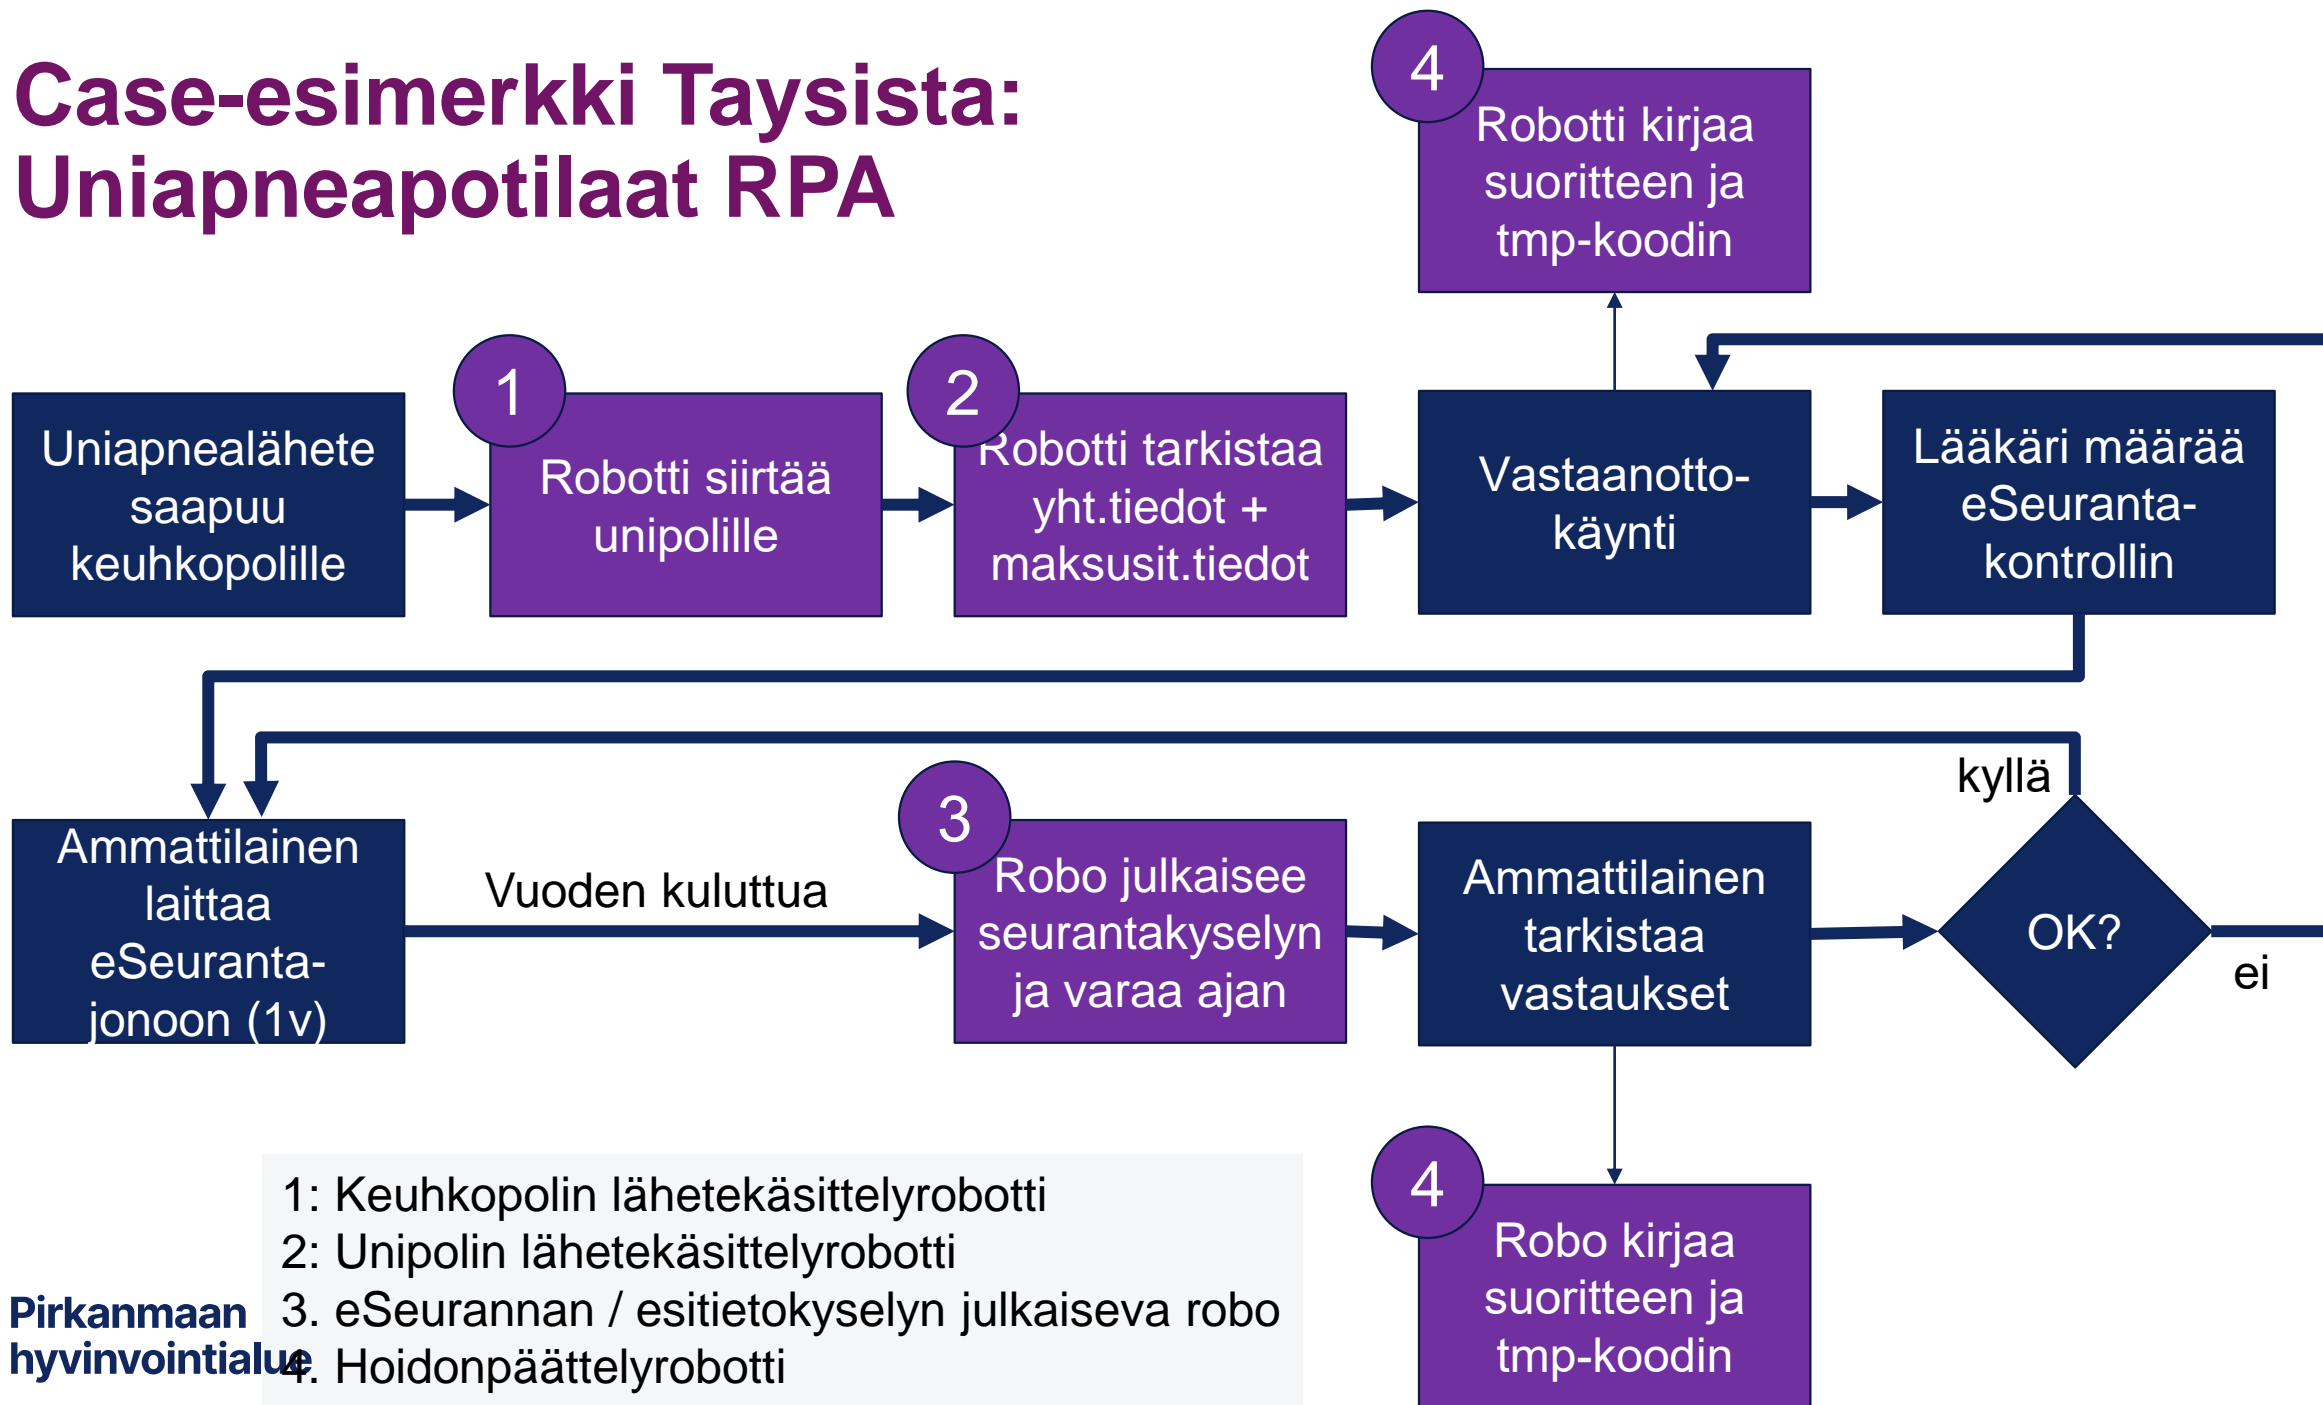 Case-esimerkki Taysista:
Uniapneapotilaat RPA
4
Robotti kirjaa
suoritteen ja
tmp-koodin
Uniapnealähete
saapuu
keuhkopolille
1
Robotti siirtää
unipolille
2
Robotti tarkistaa
yht.tiedot +
maksusit.tiedot
Vastaanotto-
käynti
Lääkäri määrää
eSeuranta-
kontrollin
Ammattilainen
laittaa
eSeuranta-
jonoon (1v)
Vuoden kuluttua
3
Robo julkaisee
seurantakyselyn
ja varaa ajan
Ammattilainen
tarkistaa
vastaukset
OK?
kyllä
ei
4
Robo kirjaa
suoritteen ja
tmp-koodin
1: Keuhkopolin lähetekäsittelyrobotti
2: Unipolin lähetekäsittelyrobotti
3. eSeurannan / esitietokyselyn julkaiseva robo
4. Hoidonpäättelyrobotti
Pirkanmaan
hyvinvointialue